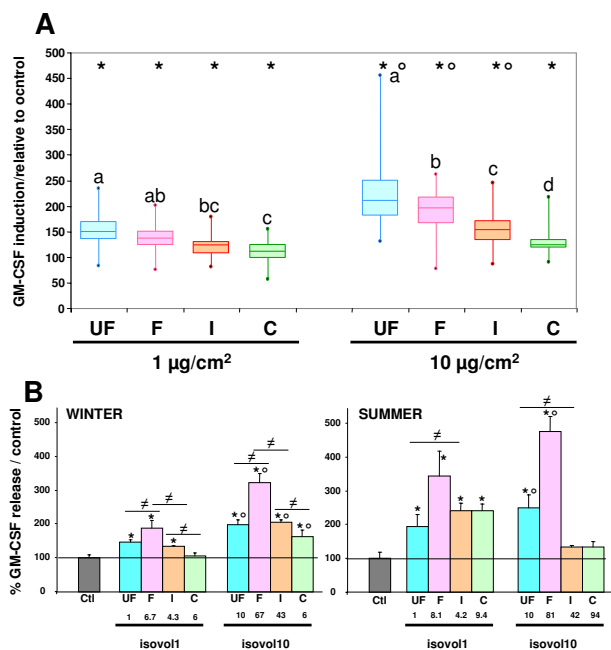 A
GM-CSF induction/relative to ocntrol
500
450
400
350
300
250
200
150
100
50
0
* * * * *° *° *° *
a ab bc c a b c d
UF F I C UF F I C
1 µg/cm² 10 µg/cm²
B
WINTER
% GM-CSF release / control
500
400
300
200
100
≠ ≠ ≠ ≠ ≠ ≠
* * * *° *° *° *°
Ctl UF F I C UF F I C
1 6.7 4.3 6 10 67 43 6
isovol1 isovol10
SUMMER
500
400
300
200
100
≠ ≠
* * * * *° *°
Ctl UF F I C UF F I C
1 8.1 4.2 9.4 10 81 42 94
isovol1 isovol10